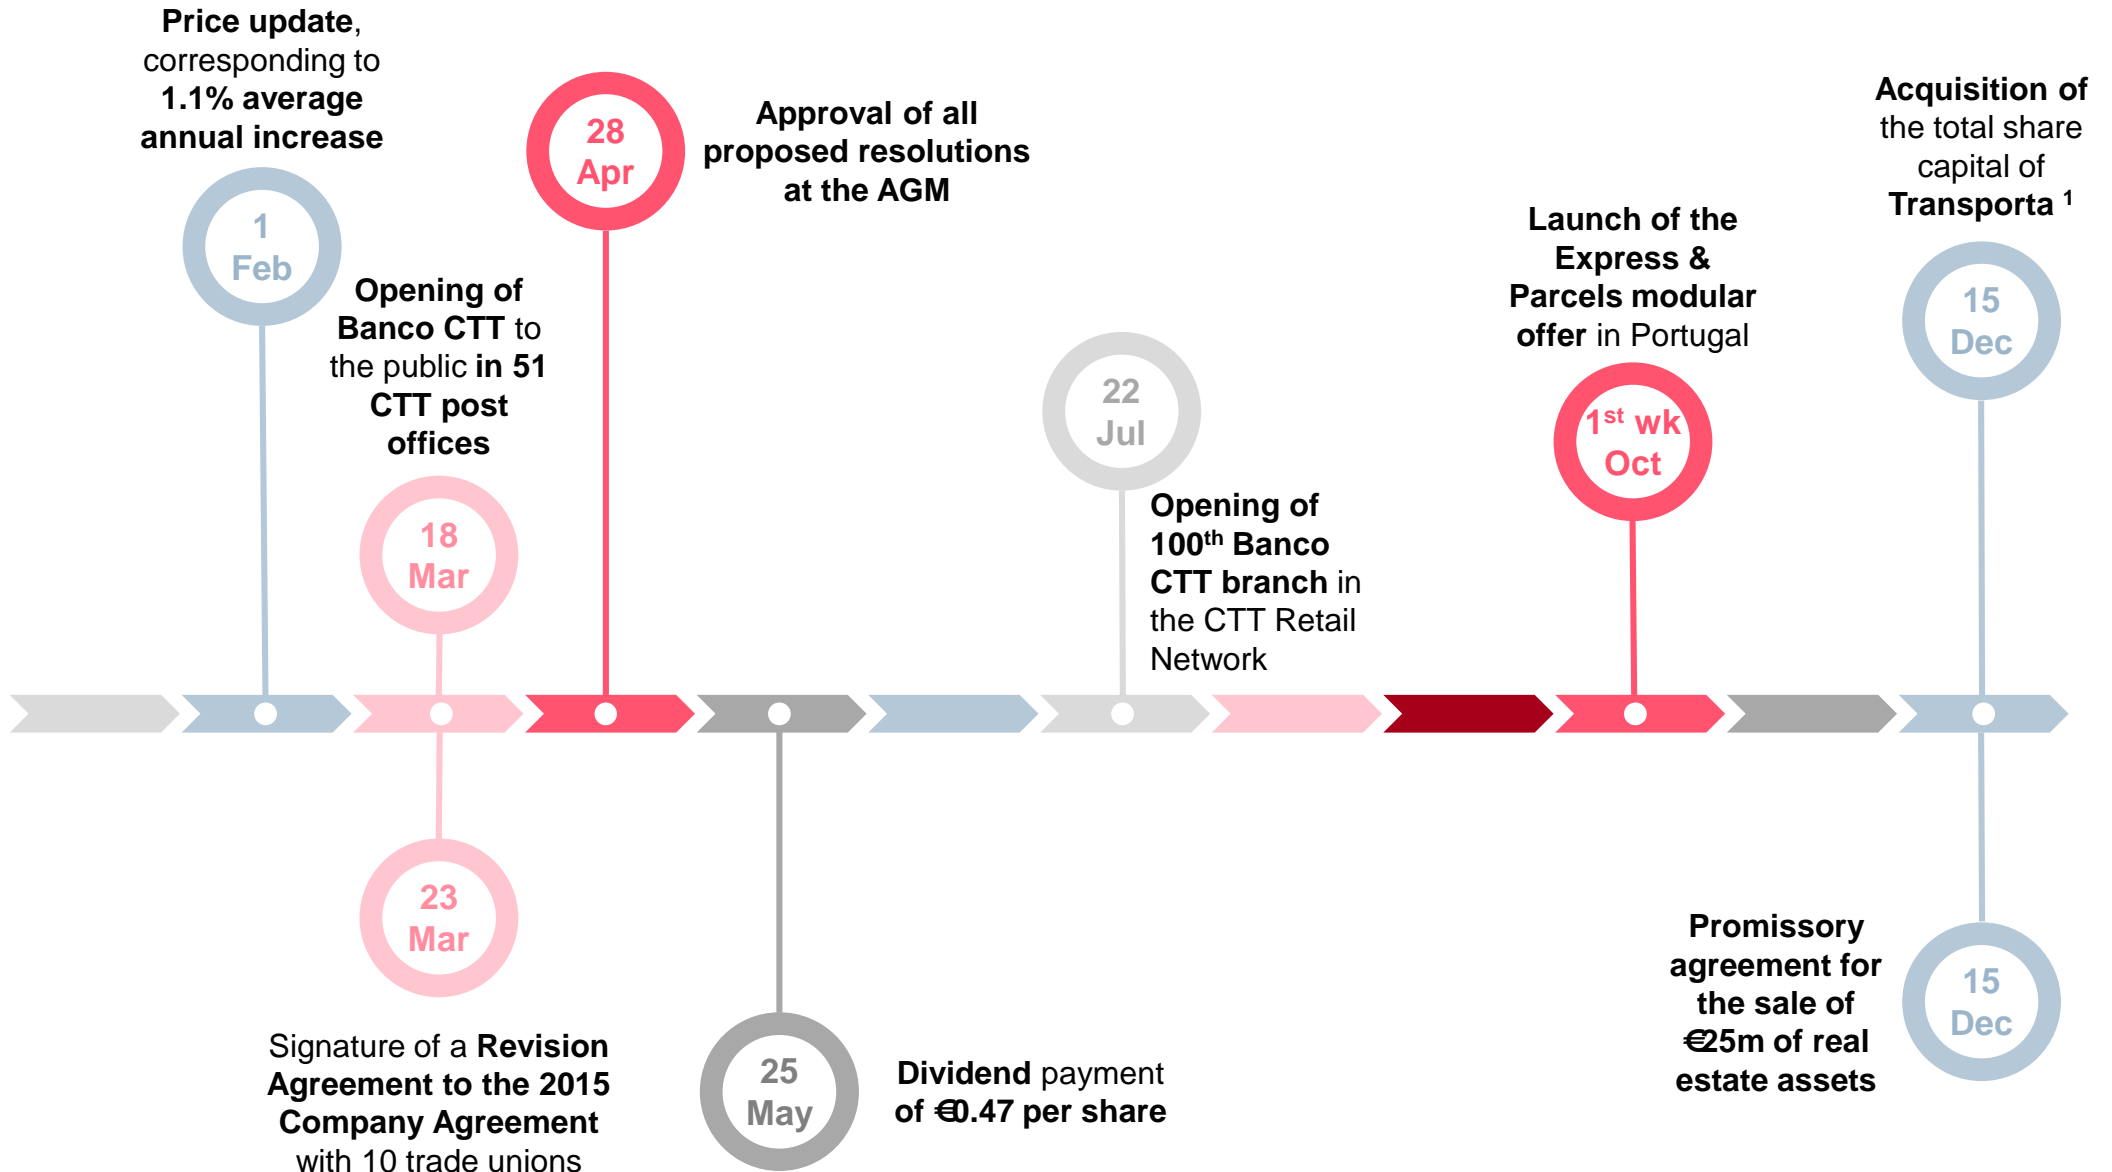 Price update,
corresponding to
1.1% average
annual increase
1
Feb
Opening of
Banco CTT to
the public in 51
CTT post
offices
18
Mar
23
Mar
Signature of a Revision
Agreement to the 2015
Company Agreement
with 10 trade unions
28
Apr
Approval of all
proposed resolutions
at the AGM
25
May
Dividend payment
of €0.47 per share
22
Jul
Opening of
100th Banco
CTT branch in
the CTT Retail
Network
Launch of the
Express &
Parcels modular
offer in Portugal
1st wk
Oct
Acquisition of
the total share
capital of
Transporta 1
15
Dec
Promissory
agreement for
the sale of
€25m of real
estate assets
15
Dec